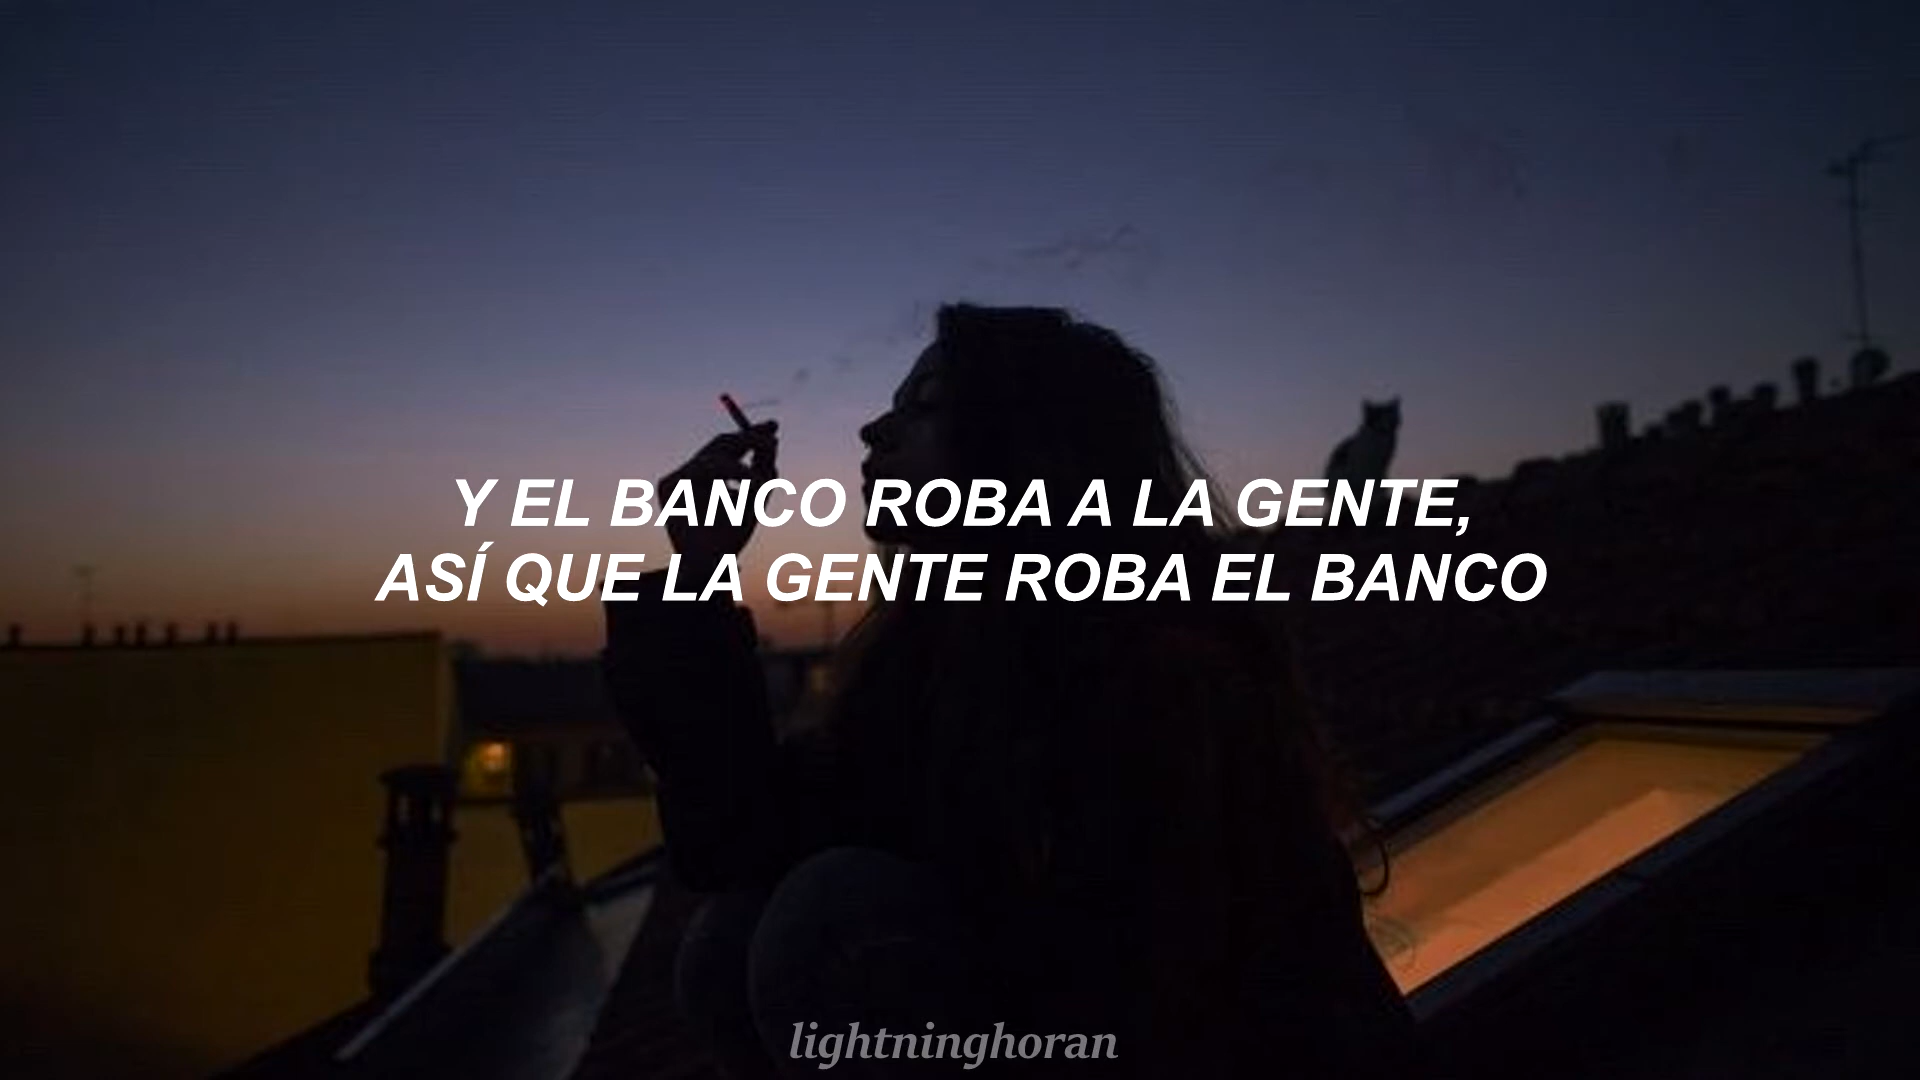 Y EL BANCO ROBA A LA GENTE,
ASÍ QUE LA GENTE ROBA EL BANCO
lightninghoran